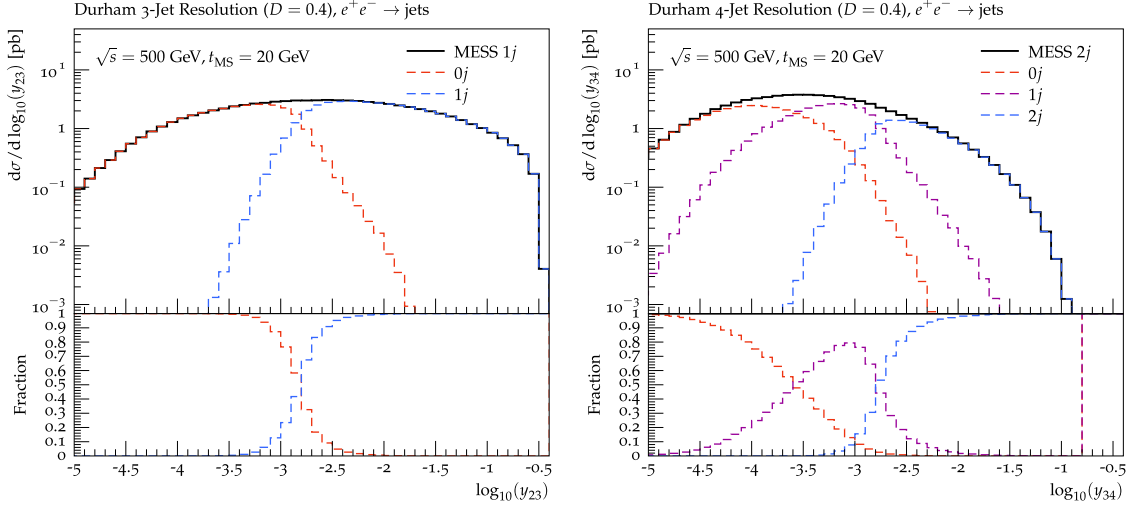 Durham 3-Jet Resolution (D = 0.4), e⁺e⁻ → jets
dσ/d log₁₀(y₂₃) [pb]
√s = 500 GeV, t_MS = 20 GeV
MESS 1j
0j
1j
10¹
1
10⁻¹
10⁻²
10⁻³
Fraction
1
0.9
0.8
0.7
0.6
0.5
0.4
0.3
0.2
0.1
0
-5 -4.5 -4 -3.5 -3 -2.5 -2 -1.5 -1 -0.5
log₁₀(y₂₃)
Durham 4-Jet Resolution (D = 0.4), e⁺e⁻ → jets
dσ/d log₁₀(y₃₄) [pb]
√s = 500 GeV, t_MS = 20 GeV
MESS 2j
0j
1j
2j
10¹
1
10⁻¹
10⁻²
10⁻³
Fraction
1
0.9
0.8
0.7
0.6
0.5
0.4
0.3
0.2
0.1
0
-5 -4.5 -4 -3.5 -3 -2.5 -2 -1.5 -1 -0.5
log₁₀(y₃₄)